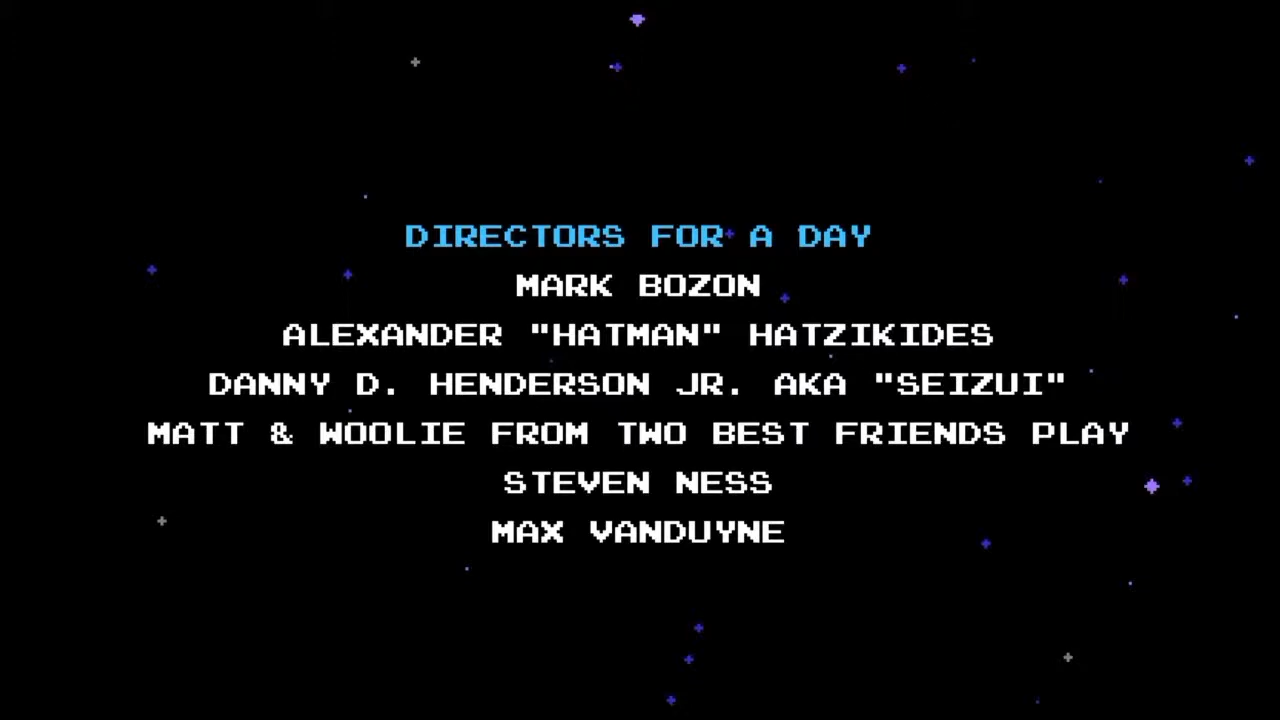 DIRECTORS FOR A DAY
MARK BOZON
ALEXANDER "HATMAN" HATZIKIDES
DANNY D. HENDERSON JR. AKA "SEIZUI"
MATT & WOOLIE FROM TWO BEST FRIENDS PLAY
STEVEN NESS
MAX VANDUYNE